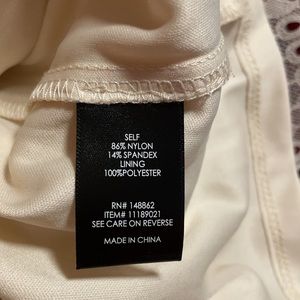 SELF
86% NYLON
14% SPANDEX
LINING
100%POLYESTER
RN# 148862
ITEM# 11189021
SEE CARE ON REVERSE
MADE IN CHINA